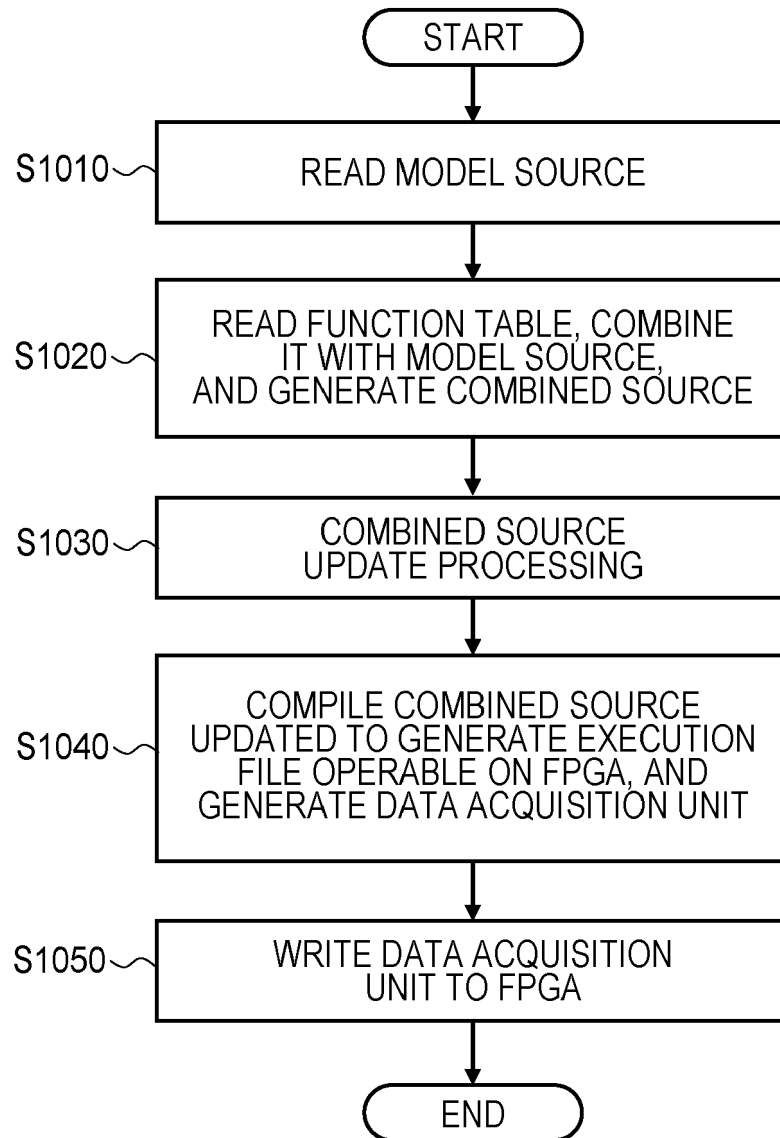 START
S1010
READ MODEL SOURCE
S1020
READ FUNCTION TABLE, COMBINE
IT WITH MODEL SOURCE,
AND GENERATE COMBINED SOURCE
S1030
COMBINED SOURCE
UPDATE PROCESSING
S1040
COMPILE COMBINED SOURCE
UPDATED TO GENERATE EXECUTION
FILE OPERABLE ON FPGA, AND
GENERATE DATA ACQUISITION UNIT
S1050
WRITE DATA ACQUISITION
UNIT TO FPGA
END